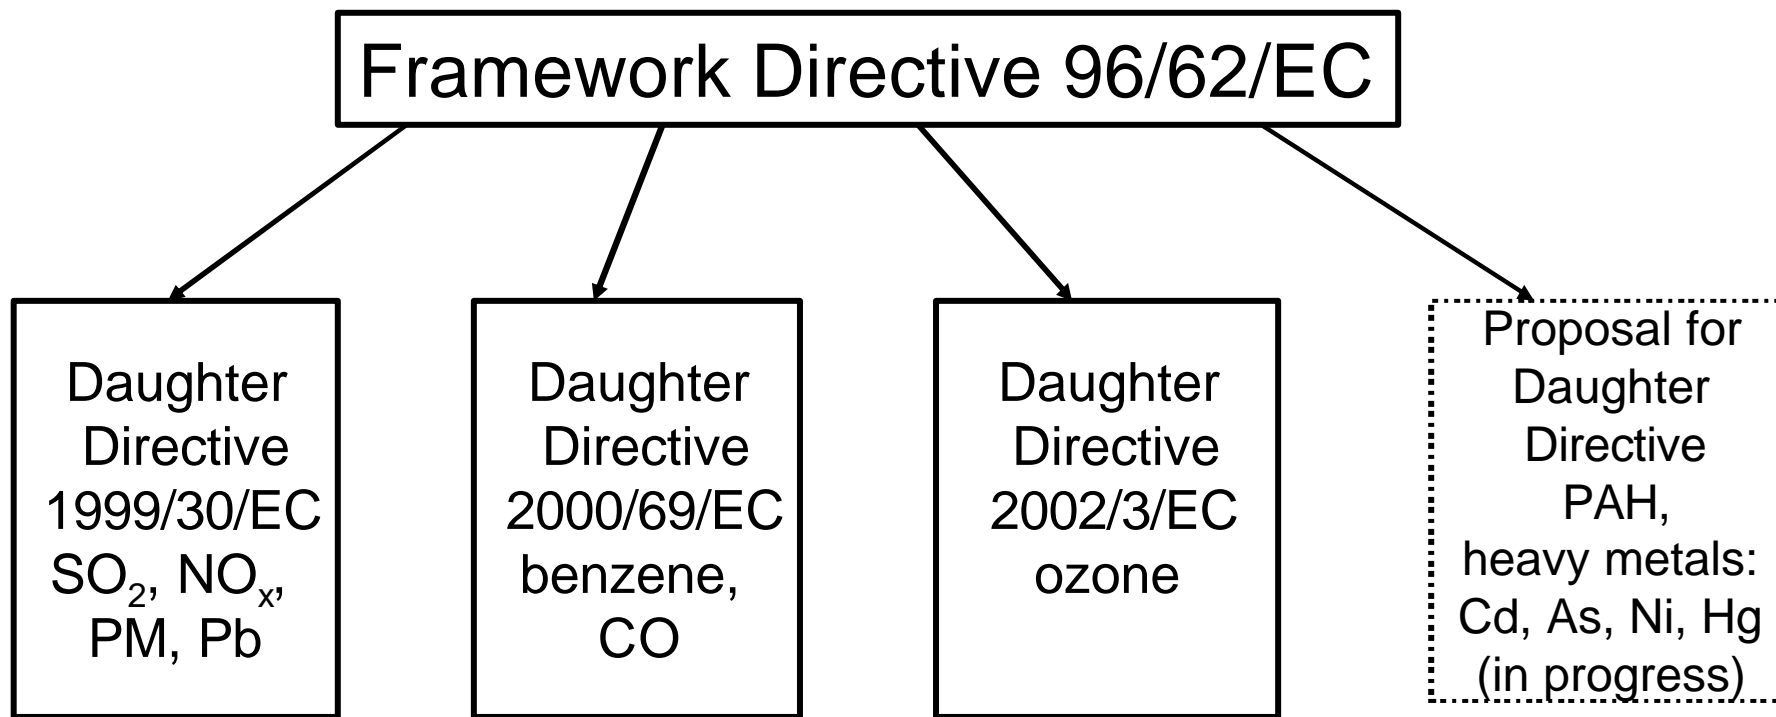 Framework Directive 96/62/EC
Daughter
Directive
1999/30/EC
SO₂, NOₓ,
PM, Pb
Daughter
Directive
2000/69/EC
benzene,
CO
Daughter
Directive
2002/3/EC
ozone
Proposal for
Daughter
Directive
PAH,
heavy metals:
Cd, As, Ni, Hg
(in progress)